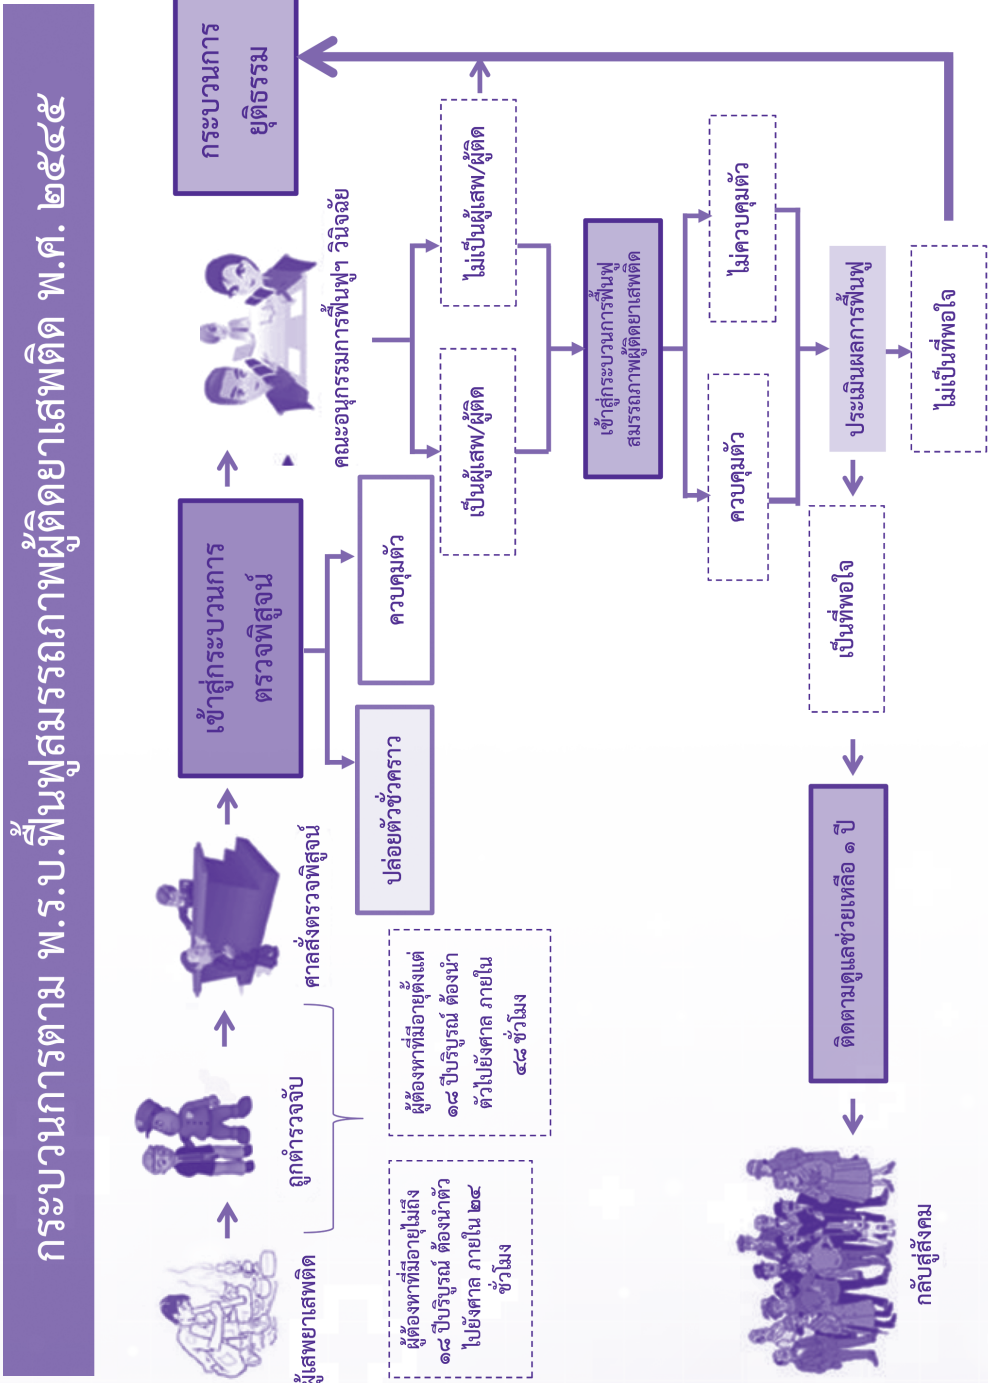 กระบวนการตาม พ.ร.บ.ฟื้นฟูสมรรถภาพผู้ติดยาเสพติด พ.ศ. ๒๕๔๕
ผู้เสพยาเสพติด
ถูกตำรวจจับ
ศาลสั่งตรวจพิสูจน์
เข้าสู่กระบวนการ
ตรวจพิสูจน์
คณะอนุกรรมการฟื้นฟูฯ วินิจฉัย
กระบวนการ
ยุติธรรม
ผู้ต้องหาที่มีอายุไม่ถึง
๑๘ ปีบริบูรณ์ ต้องนำตัว
ไปยังศาล ภายใน ๒๔
ชั่วโมง
ผู้ต้องหาที่มีอายุตั้งแต่
๑๘ ปีบริบูรณ์ ต้องนำ
ตัวไปยังศาล ภายใน
๔๘ ชั่วโมง
ปล่อยตัวชั่วคราว
ควบคุมตัว
เป็นผู้เสพ/ผู้ติด
ไม่เป็นผู้เสพ/ผู้ติด
เข้าสู่กระบวนการฟื้นฟู
สมรรถภาพผู้ติดยาเสพติด
ควบคุมตัว
ไม่ควบคุมตัว
ประเมินผลการฟื้นฟู
ไม่เป็นที่พอใจ
เป็นที่พอใจ
ติดตามดูแลช่วยเหลือ ๑ ปี
กลับสู่สังคม